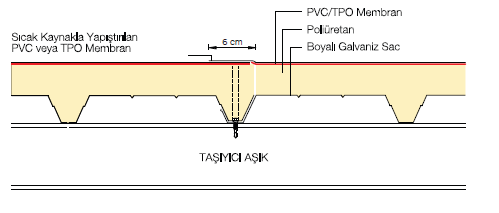 PVC/TPO Membran
Poliüretan
Boyalı Galvaniz Sac
Sıcak Kaynakla Yapıştırılan
PVC veya TPO Membran
6 cm
TAŞIYICI AŞIK